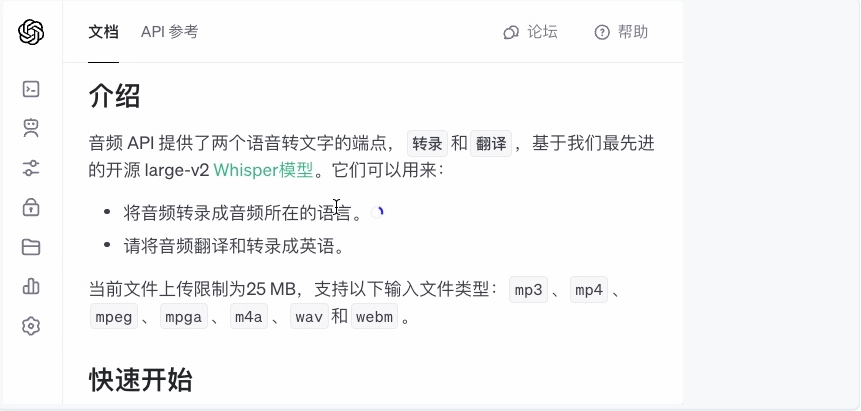 文档 API 参考 论坛 帮助
介绍
音频 API 提供了两个语音转文字的端点， 转录 和 翻译 ，基于我们最先进
的开源 large-v2 Whisper模型。它们可以用来：
• 将音频转录成音频所在的语言。
• 请将音频翻译和转录成英语。
当前文件上传限制为25 MB，支持以下输入文件类型： mp3 、 mp4 、
mpeg 、 mpga 、 m4a 、 wav 和 webm 。
快速开始